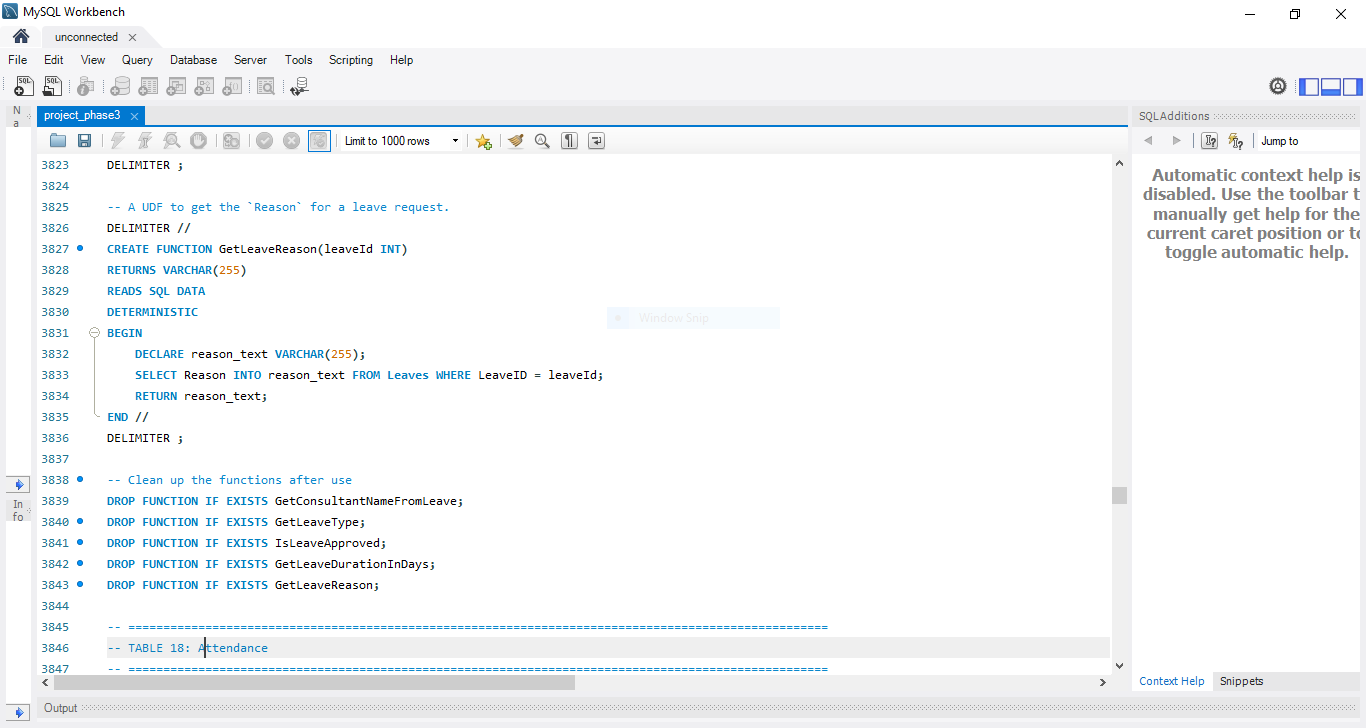 MySQL Workbench
unconnected
File Edit View Query Database Server Tools Scripting Help
Na
project_phase3
SQLAdditions
Limit to 1000 rows
Jump to
3823 DELIMITER ;
3824
3825 -- A UDF to get the `Reason` for a leave request.
3826 DELIMITER //
3827 CREATE FUNCTION GetLeaveReason(leaveId INT)
3828 RETURNS VARCHAR(255)
3829 READS SQL DATA
3830 DETERMINISTIC
3831 BEGIN
3832 DECLARE reason_text VARCHAR(255);
3833 SELECT Reason INTO reason_text FROM Leaves WHERE LeaveID = leaveId;
3834 RETURN reason_text;
3835 END //
3836 DELIMITER ;
3837
3838 -- Clean up the functions after use
3839 DROP FUNCTION IF EXISTS GetConsultantNameFromLeave;
3840 DROP FUNCTION IF EXISTS GetLeaveType;
3841 DROP FUNCTION IF EXISTS IsLeaveApproved;
3842 DROP FUNCTION IF EXISTS GetLeaveDurationInDays;
3843 DROP FUNCTION IF EXISTS GetLeaveReason;
3844
3845 -- ====================================================================================================
3846 -- TABLE 18: Attendance
3847 -- ====================================================================================================
Window Snip
Info
Automatic context help is
disabled. Use the toolbar t
manually get help for the
current caret position or to
toggle automatic help.
Context Help Snippets
Output